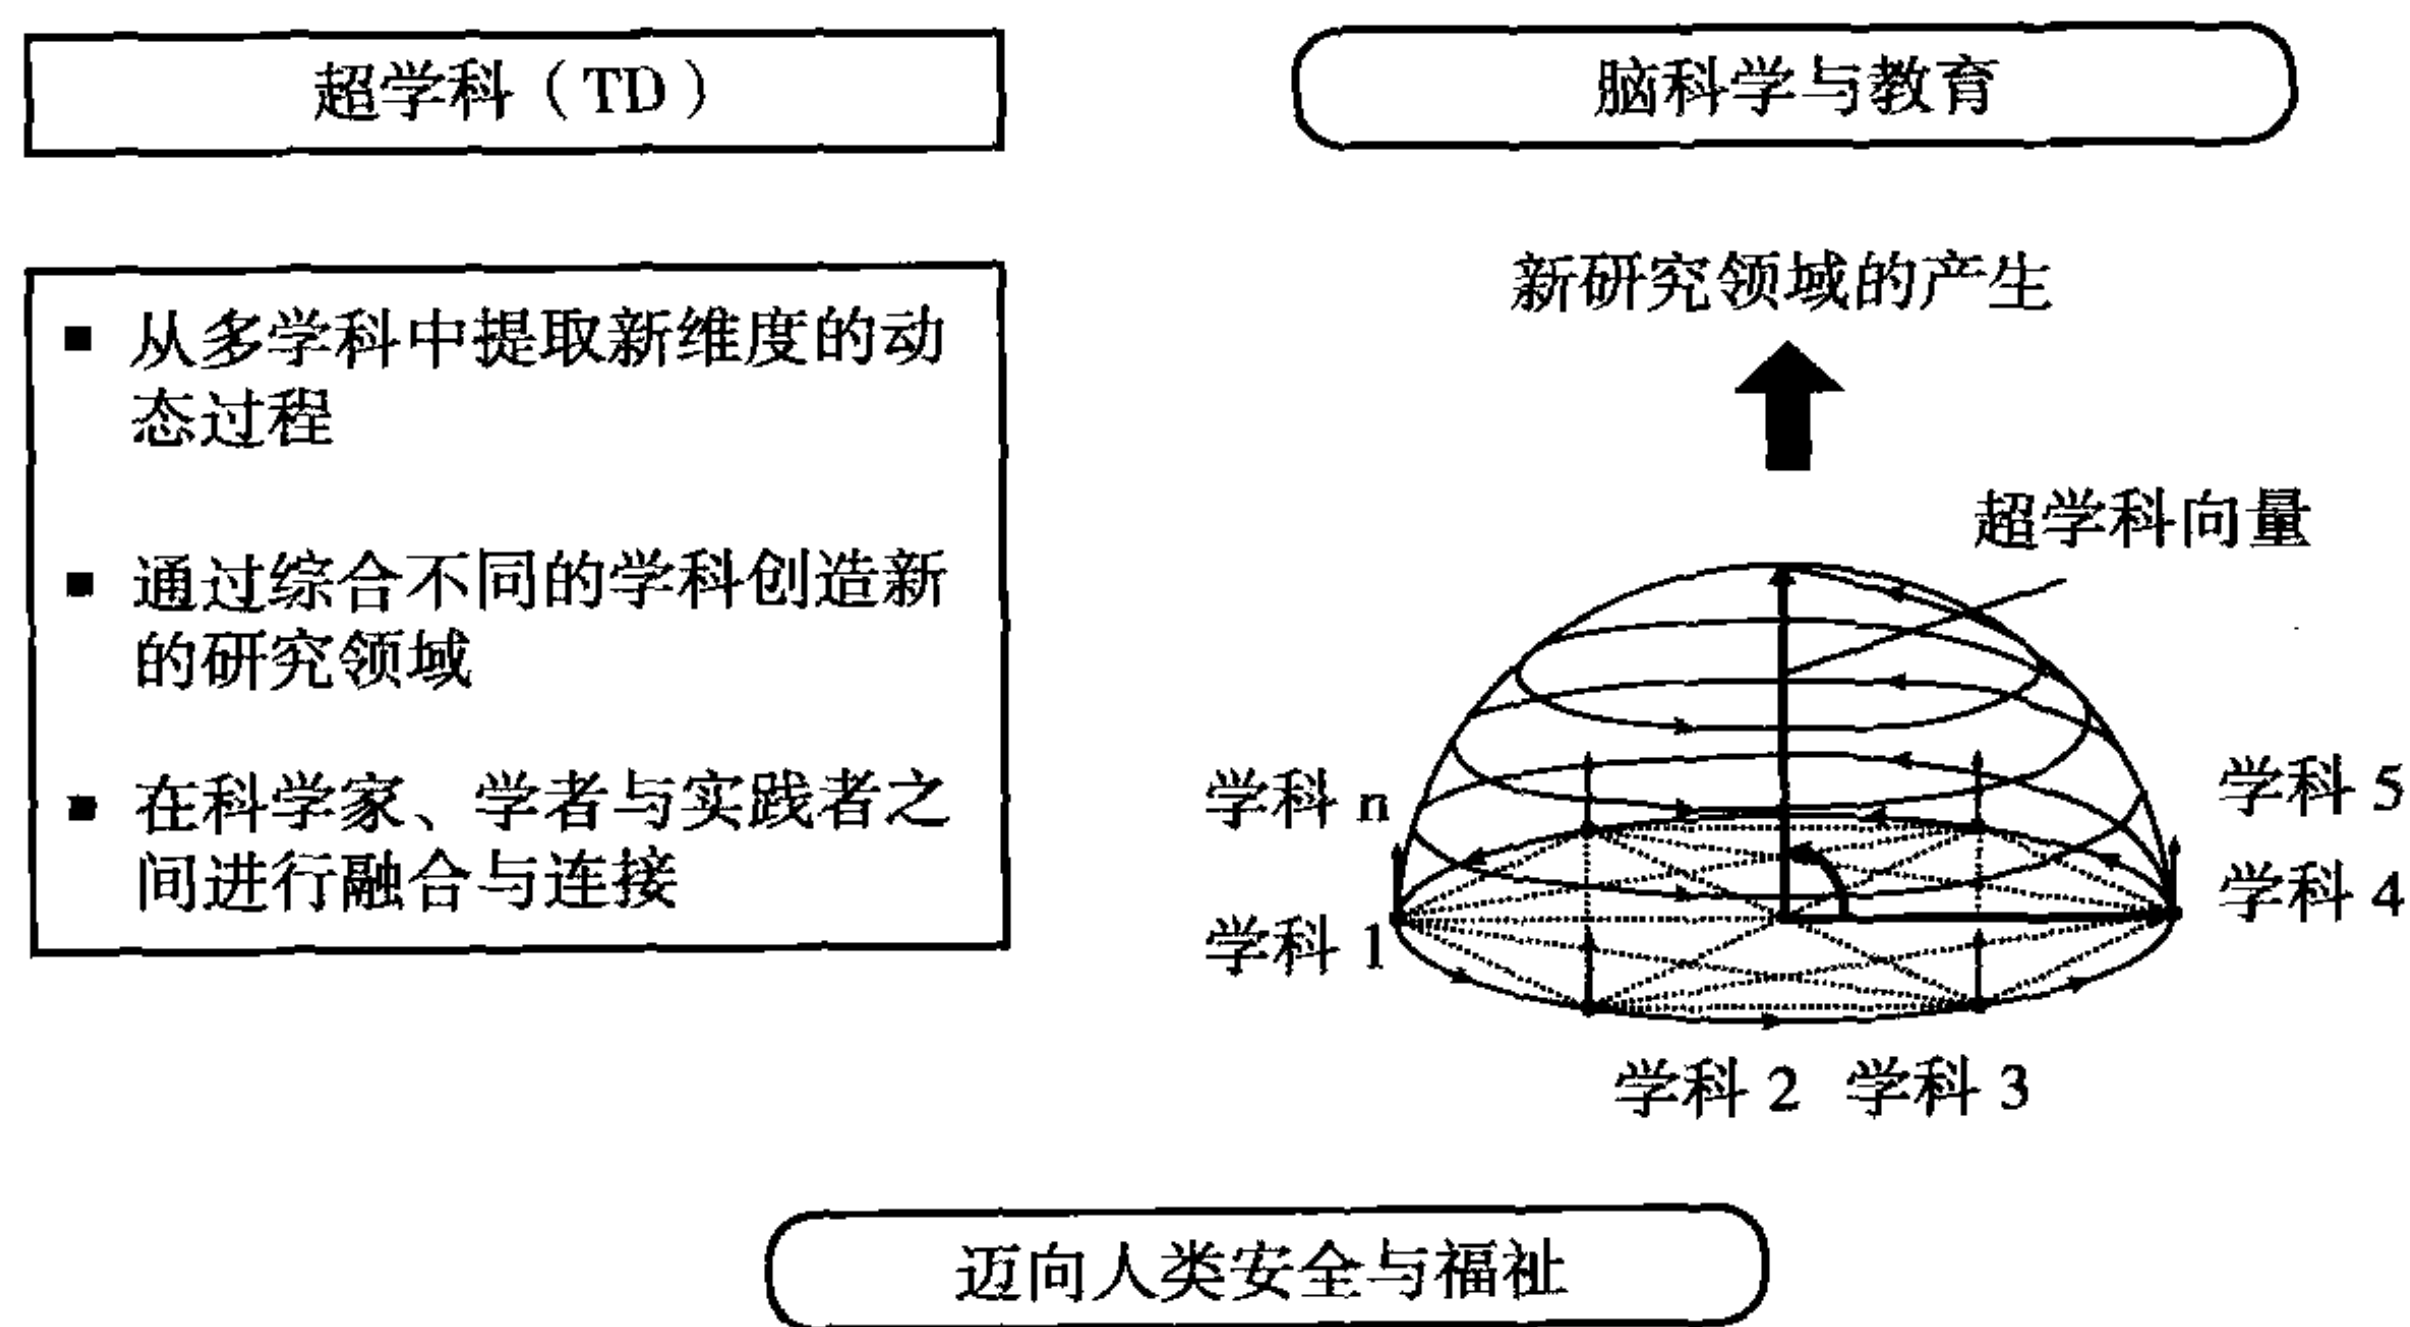 超学科（TD）
脑科学与教育
■ 从多学科中提取新维度的动
态过程
■ 通过综合不同的学科创造新
的研究领域
■ 在科学家、学者与实践者之
间进行融合与连接
新研究领域的产生
超学科向量
学科 n
学科 5
学科 4
学科 1
学科 2 学科 3
迈向人类安全与福祉